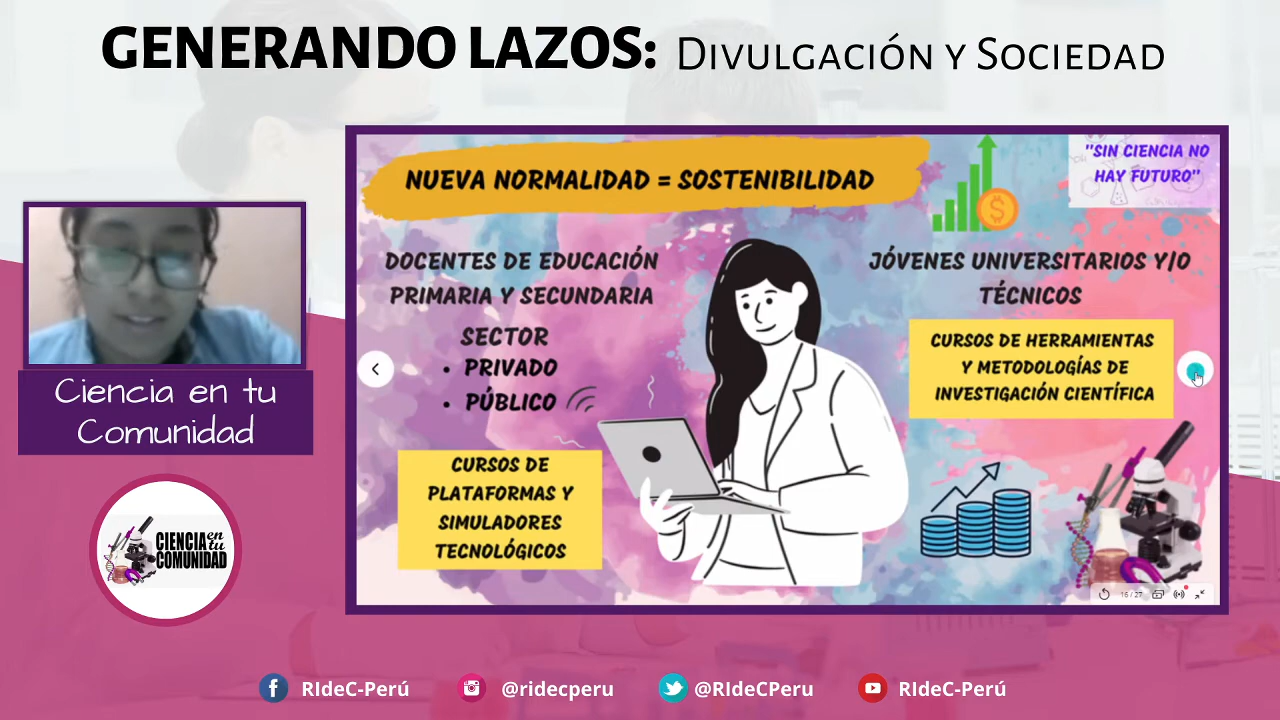 GENERANDO LAZOS: DIVULGACIÓN Y SOCIEDAD
NUEVA NORMALIDAD = SOSTENIBILIDAD
"SIN CIENCIA NO
HAY FUTURO"
$
DOCENTES DE EDUCACIÓN
PRIMARIA Y SECUNDARIA
SECTOR
• PRIVADO
• PÚBLICO
CURSOS DE
PLATAFORMAS Y
SIMULADORES
TECNOLÓGICOS
JÓVENES UNIVERSITARIOS Y/O
TÉCNICOS
CURSOS DE HERRAMIENTAS
Y METODOLOGÍAS DE
INVESTIGACIÓN CIENTÍFICA
16 / 27
Ciencia en tu
Comunidad
CIENCIA en tu
COMUNIDAD
RIdeC-Perú
@ridecperu
@RIdeCPeru
RIdeC-Perú